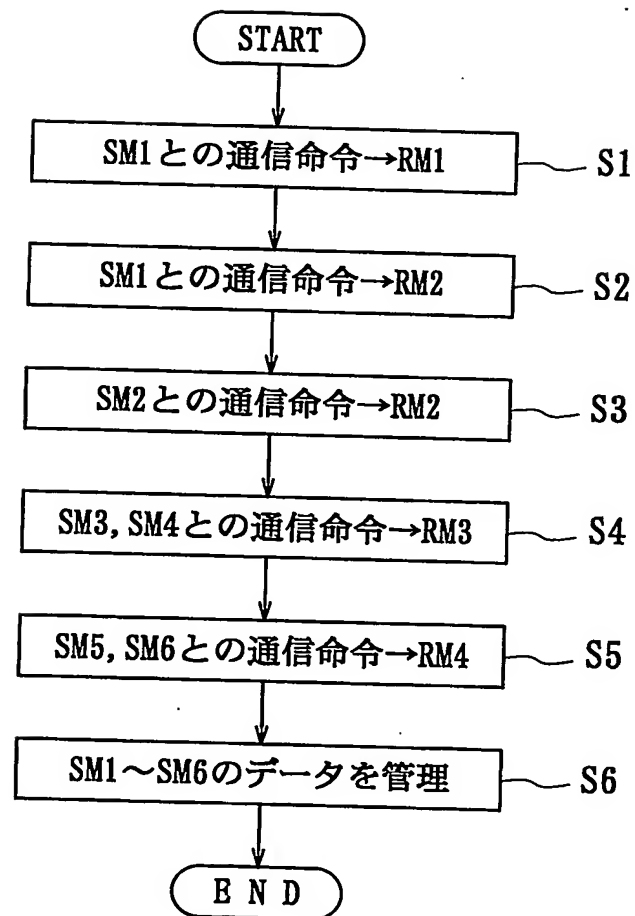 START
SM1との通信命令→RM1
S1
SM1との通信命令→RM2
S2
SM2との通信命令→RM2
S3
SM3,SM4との通信命令→RM3
S4
SM5,SM6との通信命令→RM4
S5
SM1～SM6のデータを管理
S6
END